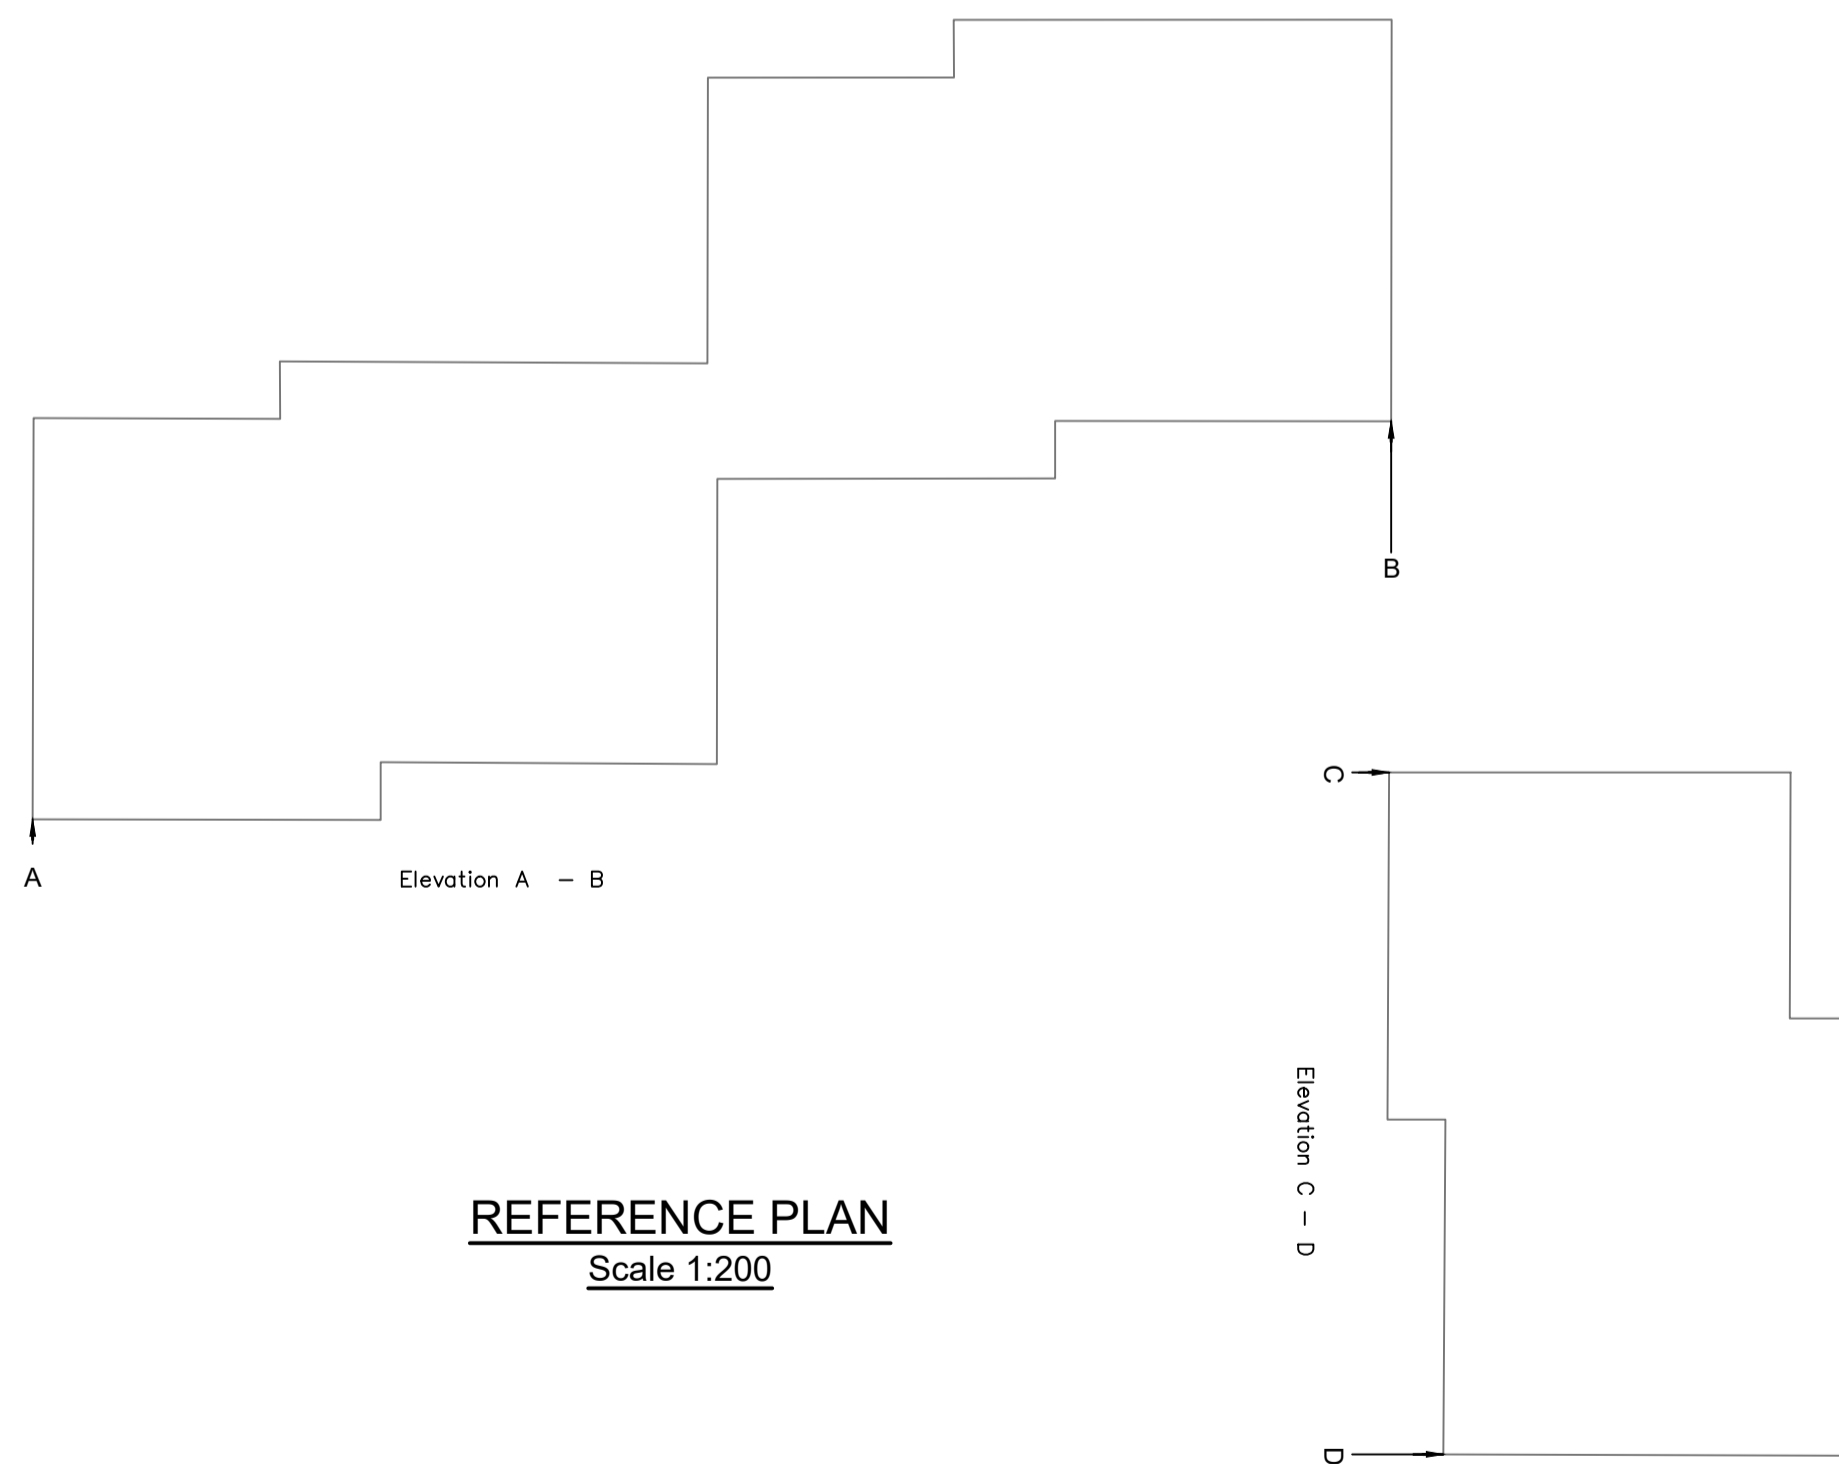 B
C
A
Elevation A - B
Elevation C - D
REFERENCE PLAN
Scale 1:200
D